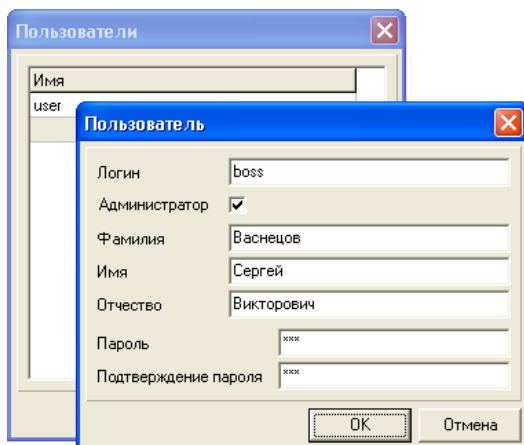 Пользователи
Имя
user
Пользователь
Логин boss
Администратор
Фамилия Васнецов
Имя Сергей
Отчество Викторович
Пароль ***
Подтверждение пароля ***
OK Отмена